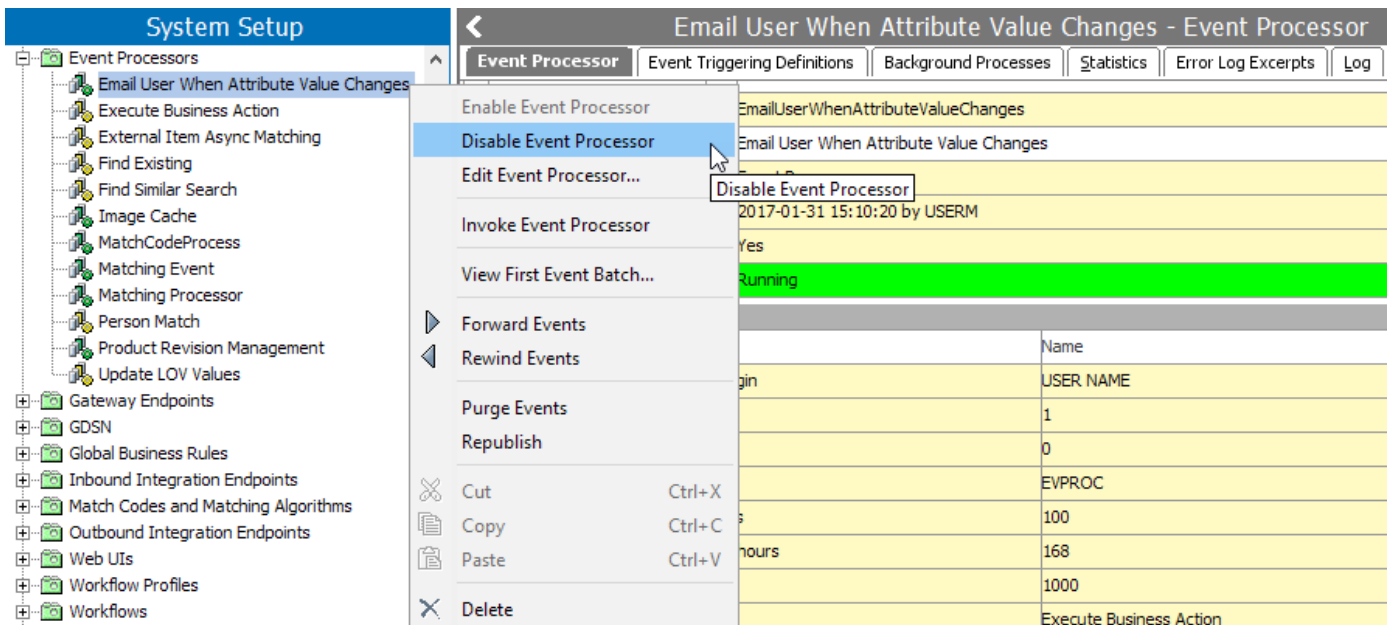 System Setup
Event Processors
Email User When Attribute Value Changes
Execute Business Action
External Item Async Matching
Find Existing
Find Similar Search
Image Cache
MatchCodeProcess
Matching Event
Matching Processor
Person Match
Product Revision Management
Update LOV Values
Gateway Endpoints
GDSN
Global Business Rules
Inbound Integration Endpoints
Match Codes and Matching Algorithms
Outbound Integration Endpoints
Web UIs
Workflow Profiles
Workflows
Enable Event Processor
Disable Event Processor
Edit Event Processor...
Invoke Event Processor
View First Event Batch...
Forward Events
Rewind Events
Purge Events
Republish
Cut Ctrl+X
Copy Ctrl+C
Paste Ctrl+V
Delete
Disable Event Processor
Email User When Attribute Value Changes - Event Processor
Event Processor Event Triggering Definitions Background Processes Statistics Error Log Excerpts Log
EmailUserWhenAttributeValueChanges
Email User When Attribute Value Changes
2017-01-31 15:10:20 by USERM
Yes
Running
Name
gin USER NAME
1
0
EVPROC
s 100
hours 168
1000
Execute Business Action